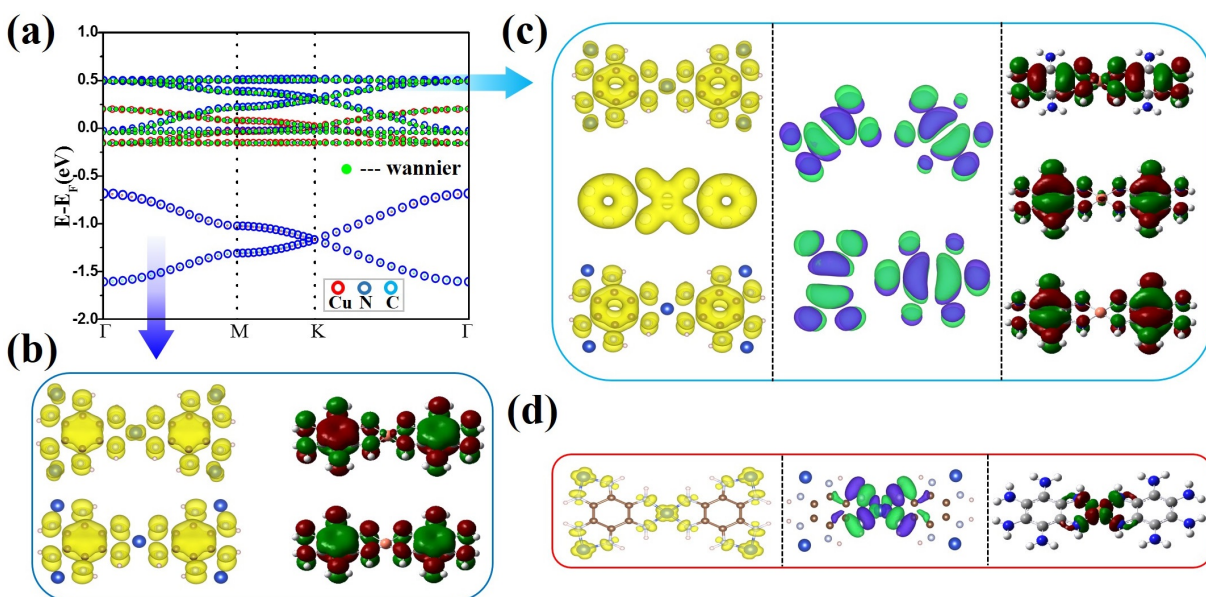 (a)
1.0
0.5
0.0
-0.5
-1.0
-1.5
-2.0
E-E_F(eV)
--- wannier
Cu N C
Γ M K Γ
(b)
(c)
(d)